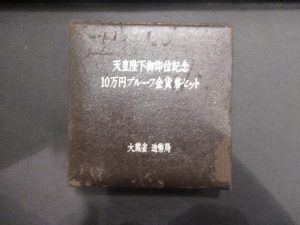 天皇陛下御即位記念
10万円プルーフ金貨幣セット
大蔵省 造幣局